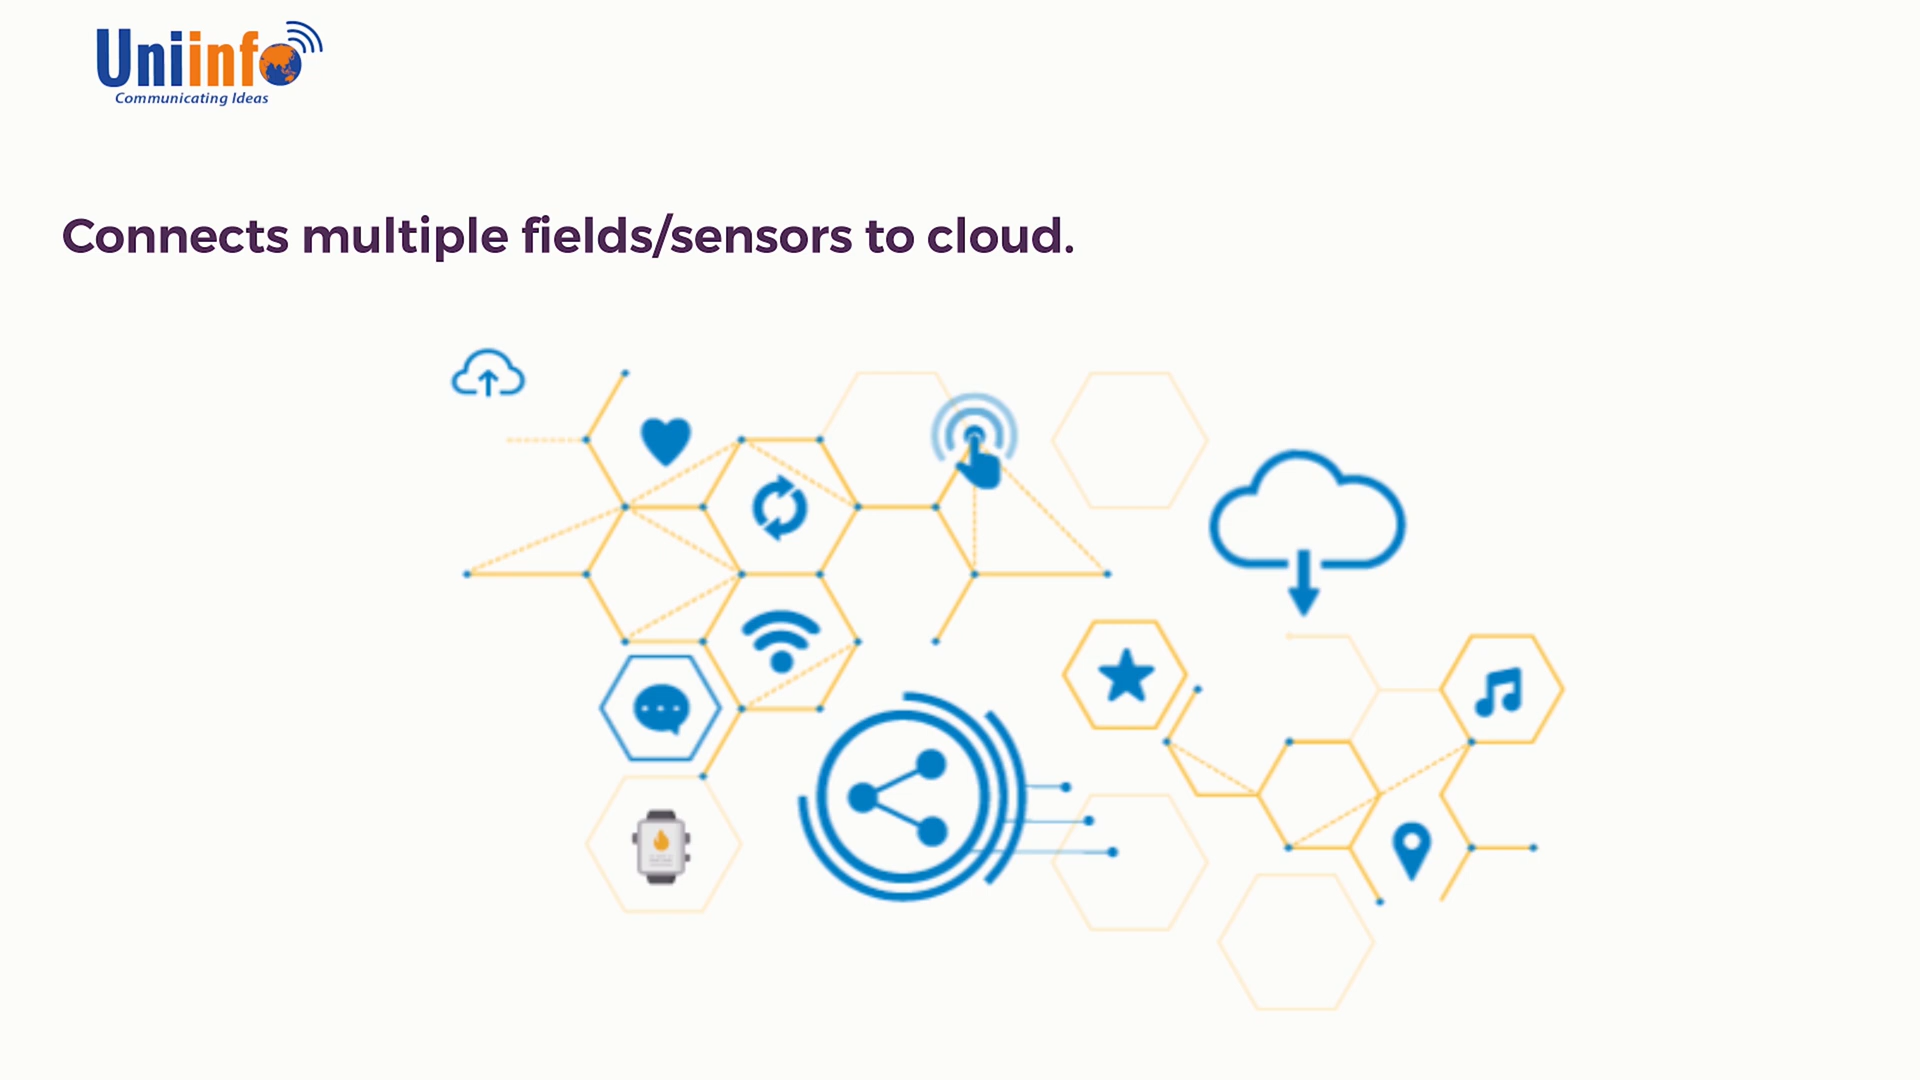 Uniinfo
Communicating Ideas
Connects multiple fields/sensors to cloud.